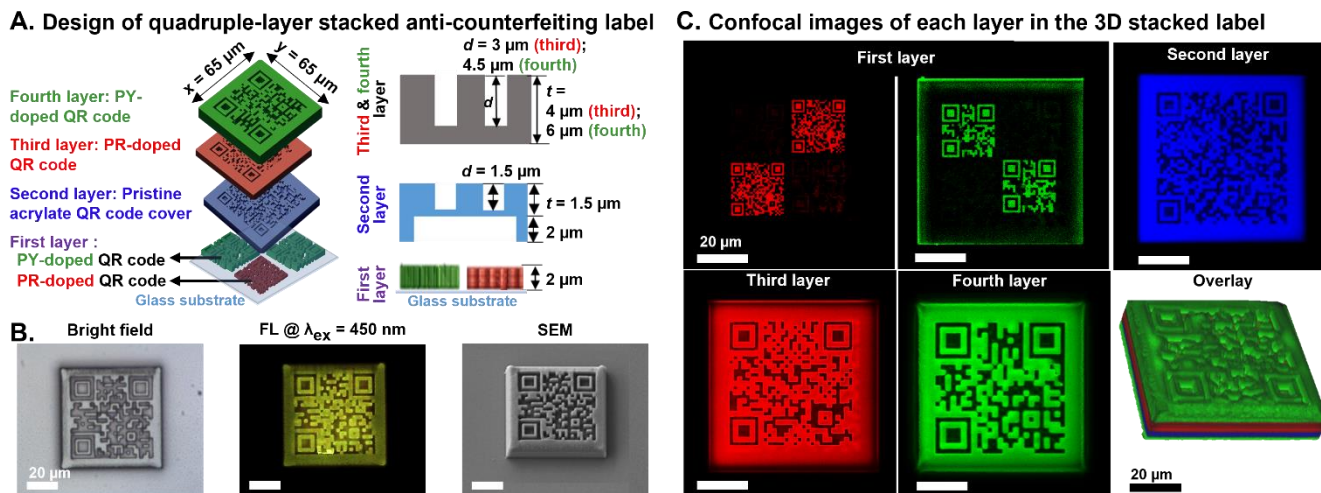 A. Design of quadruple-layer stacked anti-counterfeiting label
x = 65 µm
y = 65 µm
Fourth layer: PY-
doped QR code
Third layer: PR-doped
QR code
Second layer: Pristine
acrylate QR code cover
First layer :
PY-doped QR code
PR-doped QR code
Glass substrate
d = 3 µm (third);
4.5 µm (fourth)
Third & fourth
layer
d
t =
4 µm (third);
6 µm (fourth)
d = 1.5 µm
Second
layer
t = 1.5 µm
2 µm
First
layer
2 µm
Glass substrate
B.
Bright field
20 µm
FL @ λex = 450 nm
SEM
C. Confocal images of each layer in the 3D stacked label
First layer
20 µm
Second layer
Third layer
Fourth layer
Overlay
20 µm